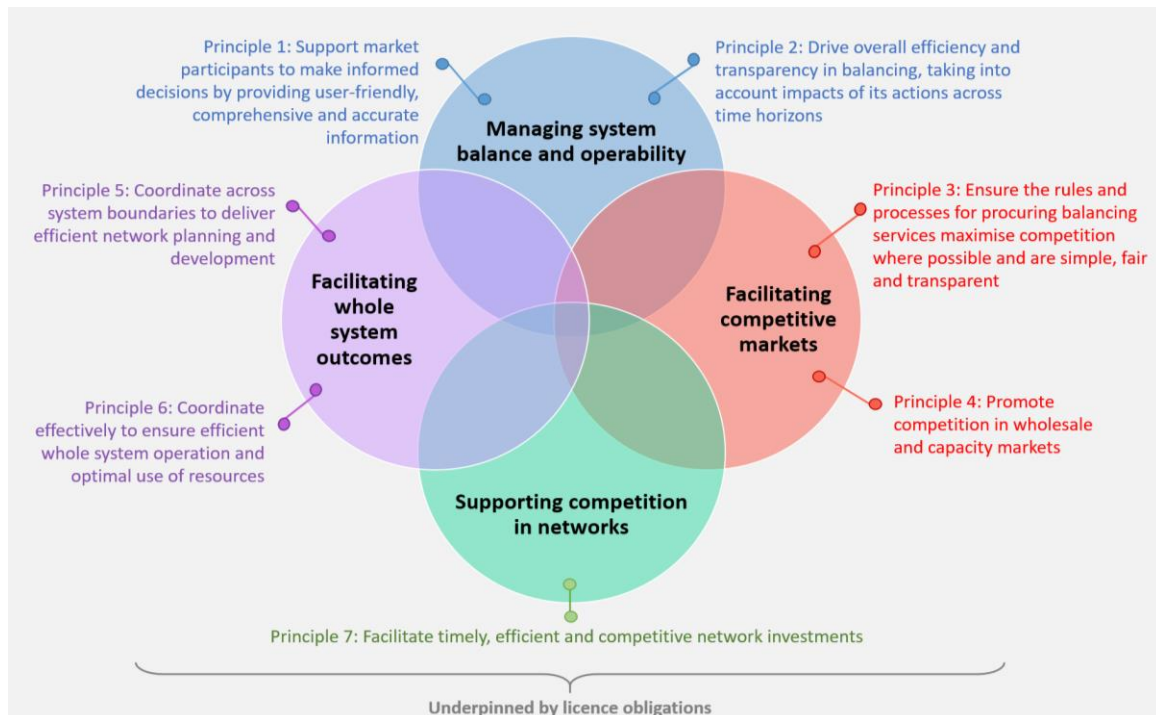 Principle 1: Support market
participants to make informed
decisions by providing user-friendly,
comprehensive and accurate
information
Principle 2: Drive overall efficiency and
transparency in balancing, taking into
account impacts of its actions across
time horizons
Managing system
balance and operability
Principle 5: Coordinate across
system boundaries to deliver
efficient network planning and
development
Principle 3: Ensure the rules and
processes for procuring balancing
services maximise competition
where possible and are simple, fair
and transparent
Facilitating
whole
system
outcomes
Facilitating
competitive
markets
Principle 6: Coordinate
effectively to ensure efficient
whole system operation and
optimal use of resources
Principle 4: Promote
competition in wholesale
and capacity markets
Supporting competition
in networks
Principle 7: Facilitate timely, efficient and competitive network investments
Underpinned by licence obligations